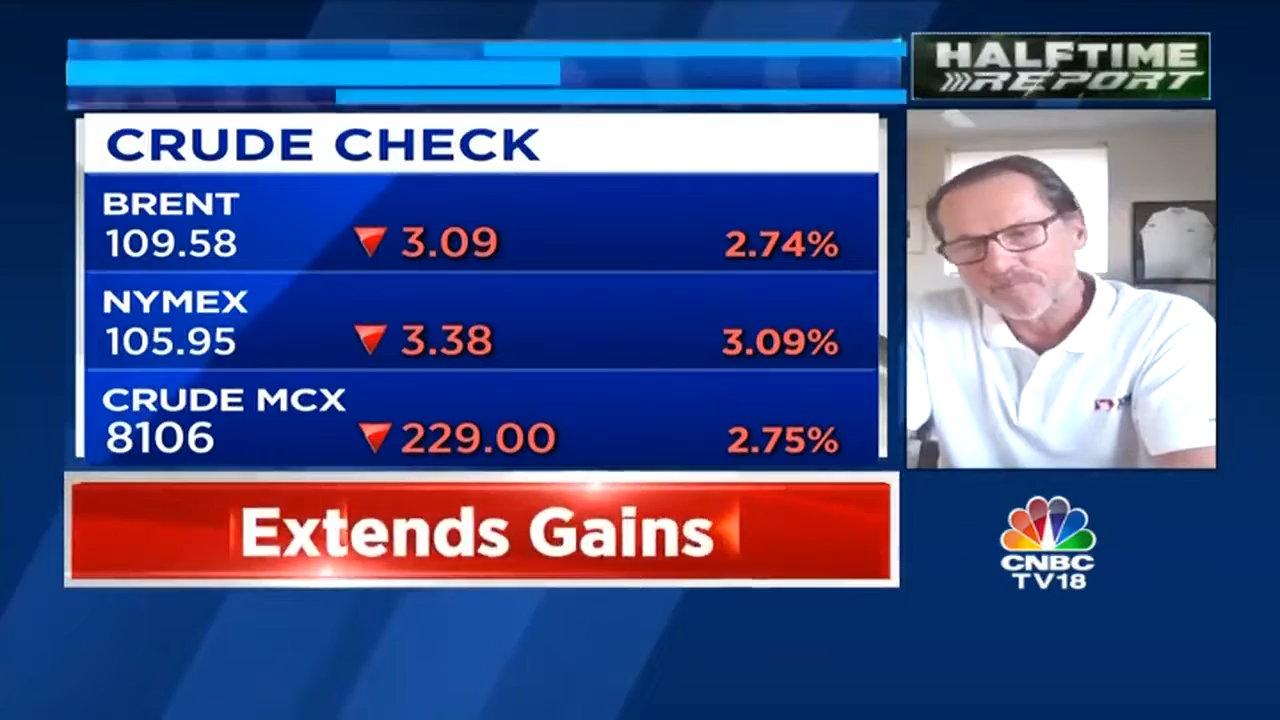 HALFTIME
REPORT
CRUDE CHECK
BRENT
109.58 ▼ 3.09 2.74%
NYMEX
105.95 ▼ 3.38 3.09%
CRUDE MCX
8106 ▼ 229.00 2.75%
Extends Gains
CNBC
TV18